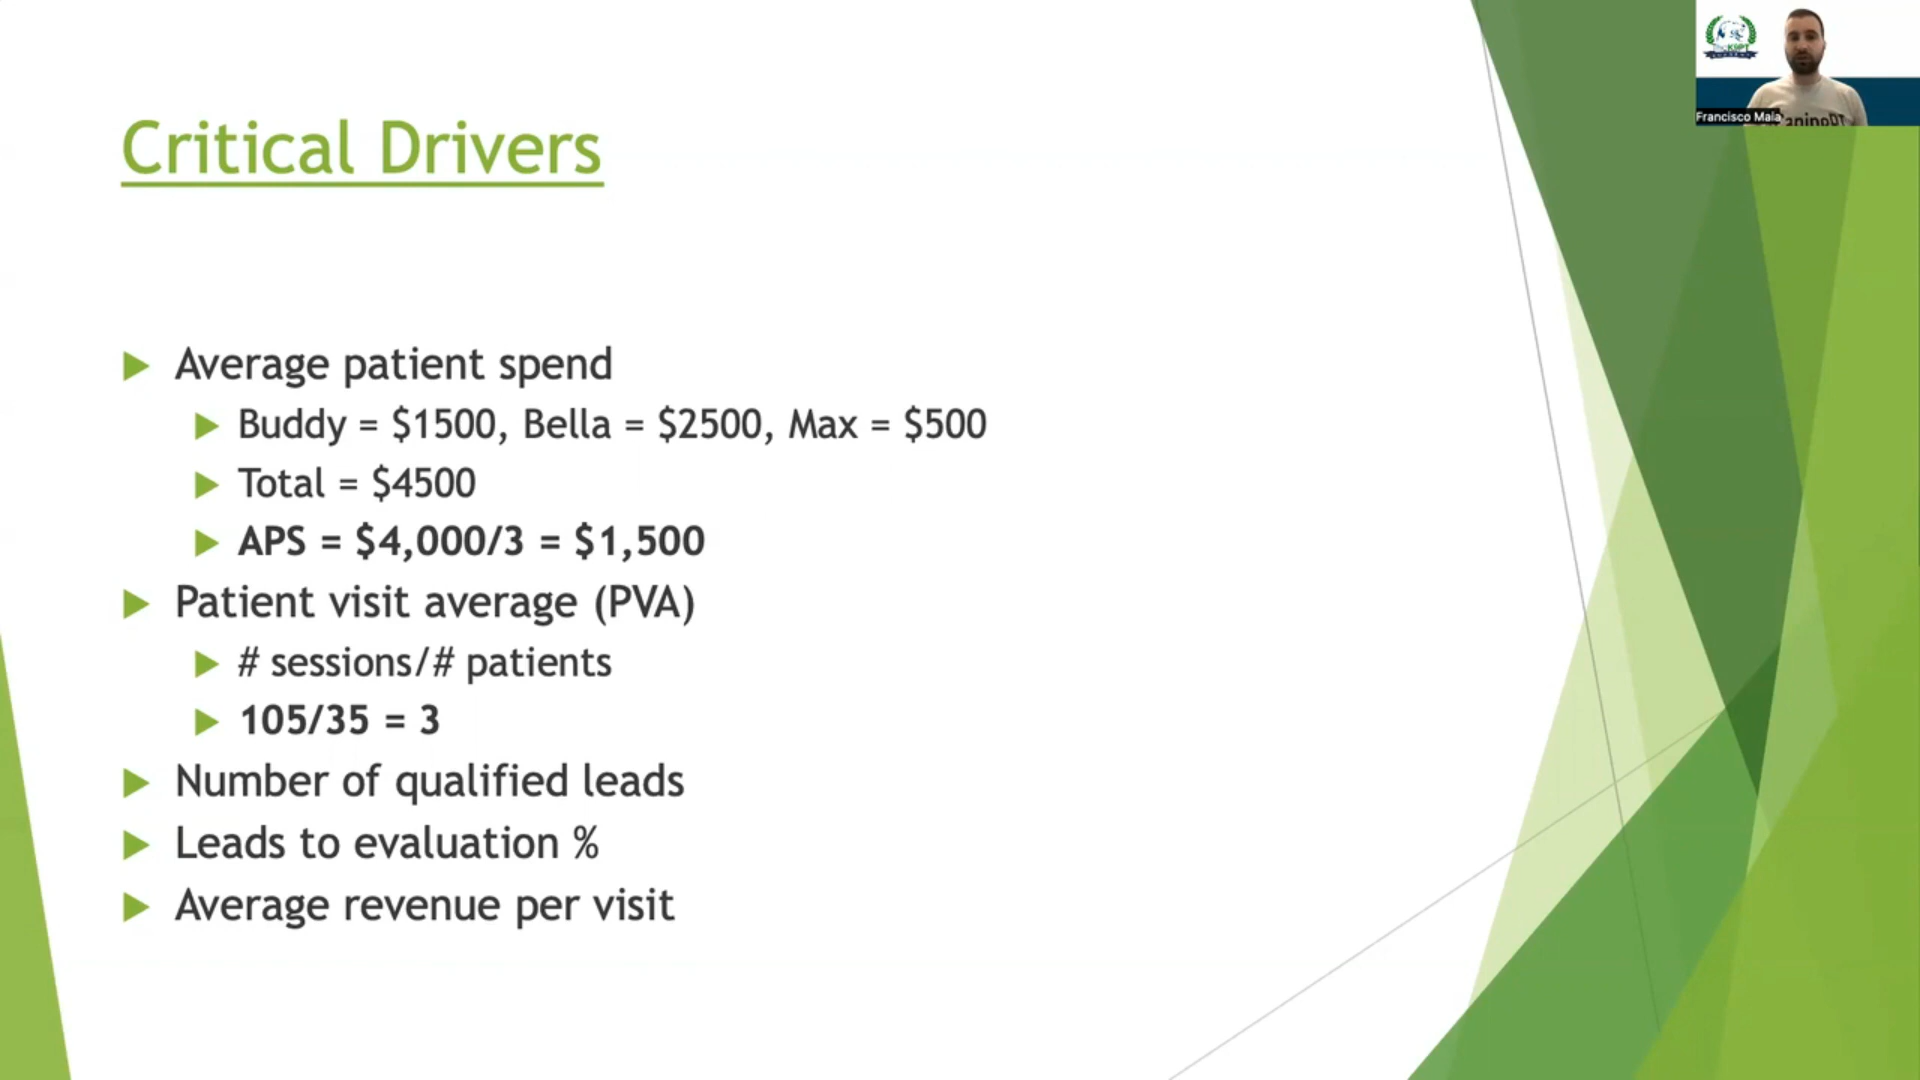 Critical Drivers
Average patient spend
Buddy = $1500, Bella = $2500, Max = $500
Total = $4500
APS = $4,000/3 = $1,500
Patient visit average (PVA)
# sessions/# patients
105/35 = 3
Number of qualified leads
Leads to evaluation %
Average revenue per visit
K9PT
Francisco Maia